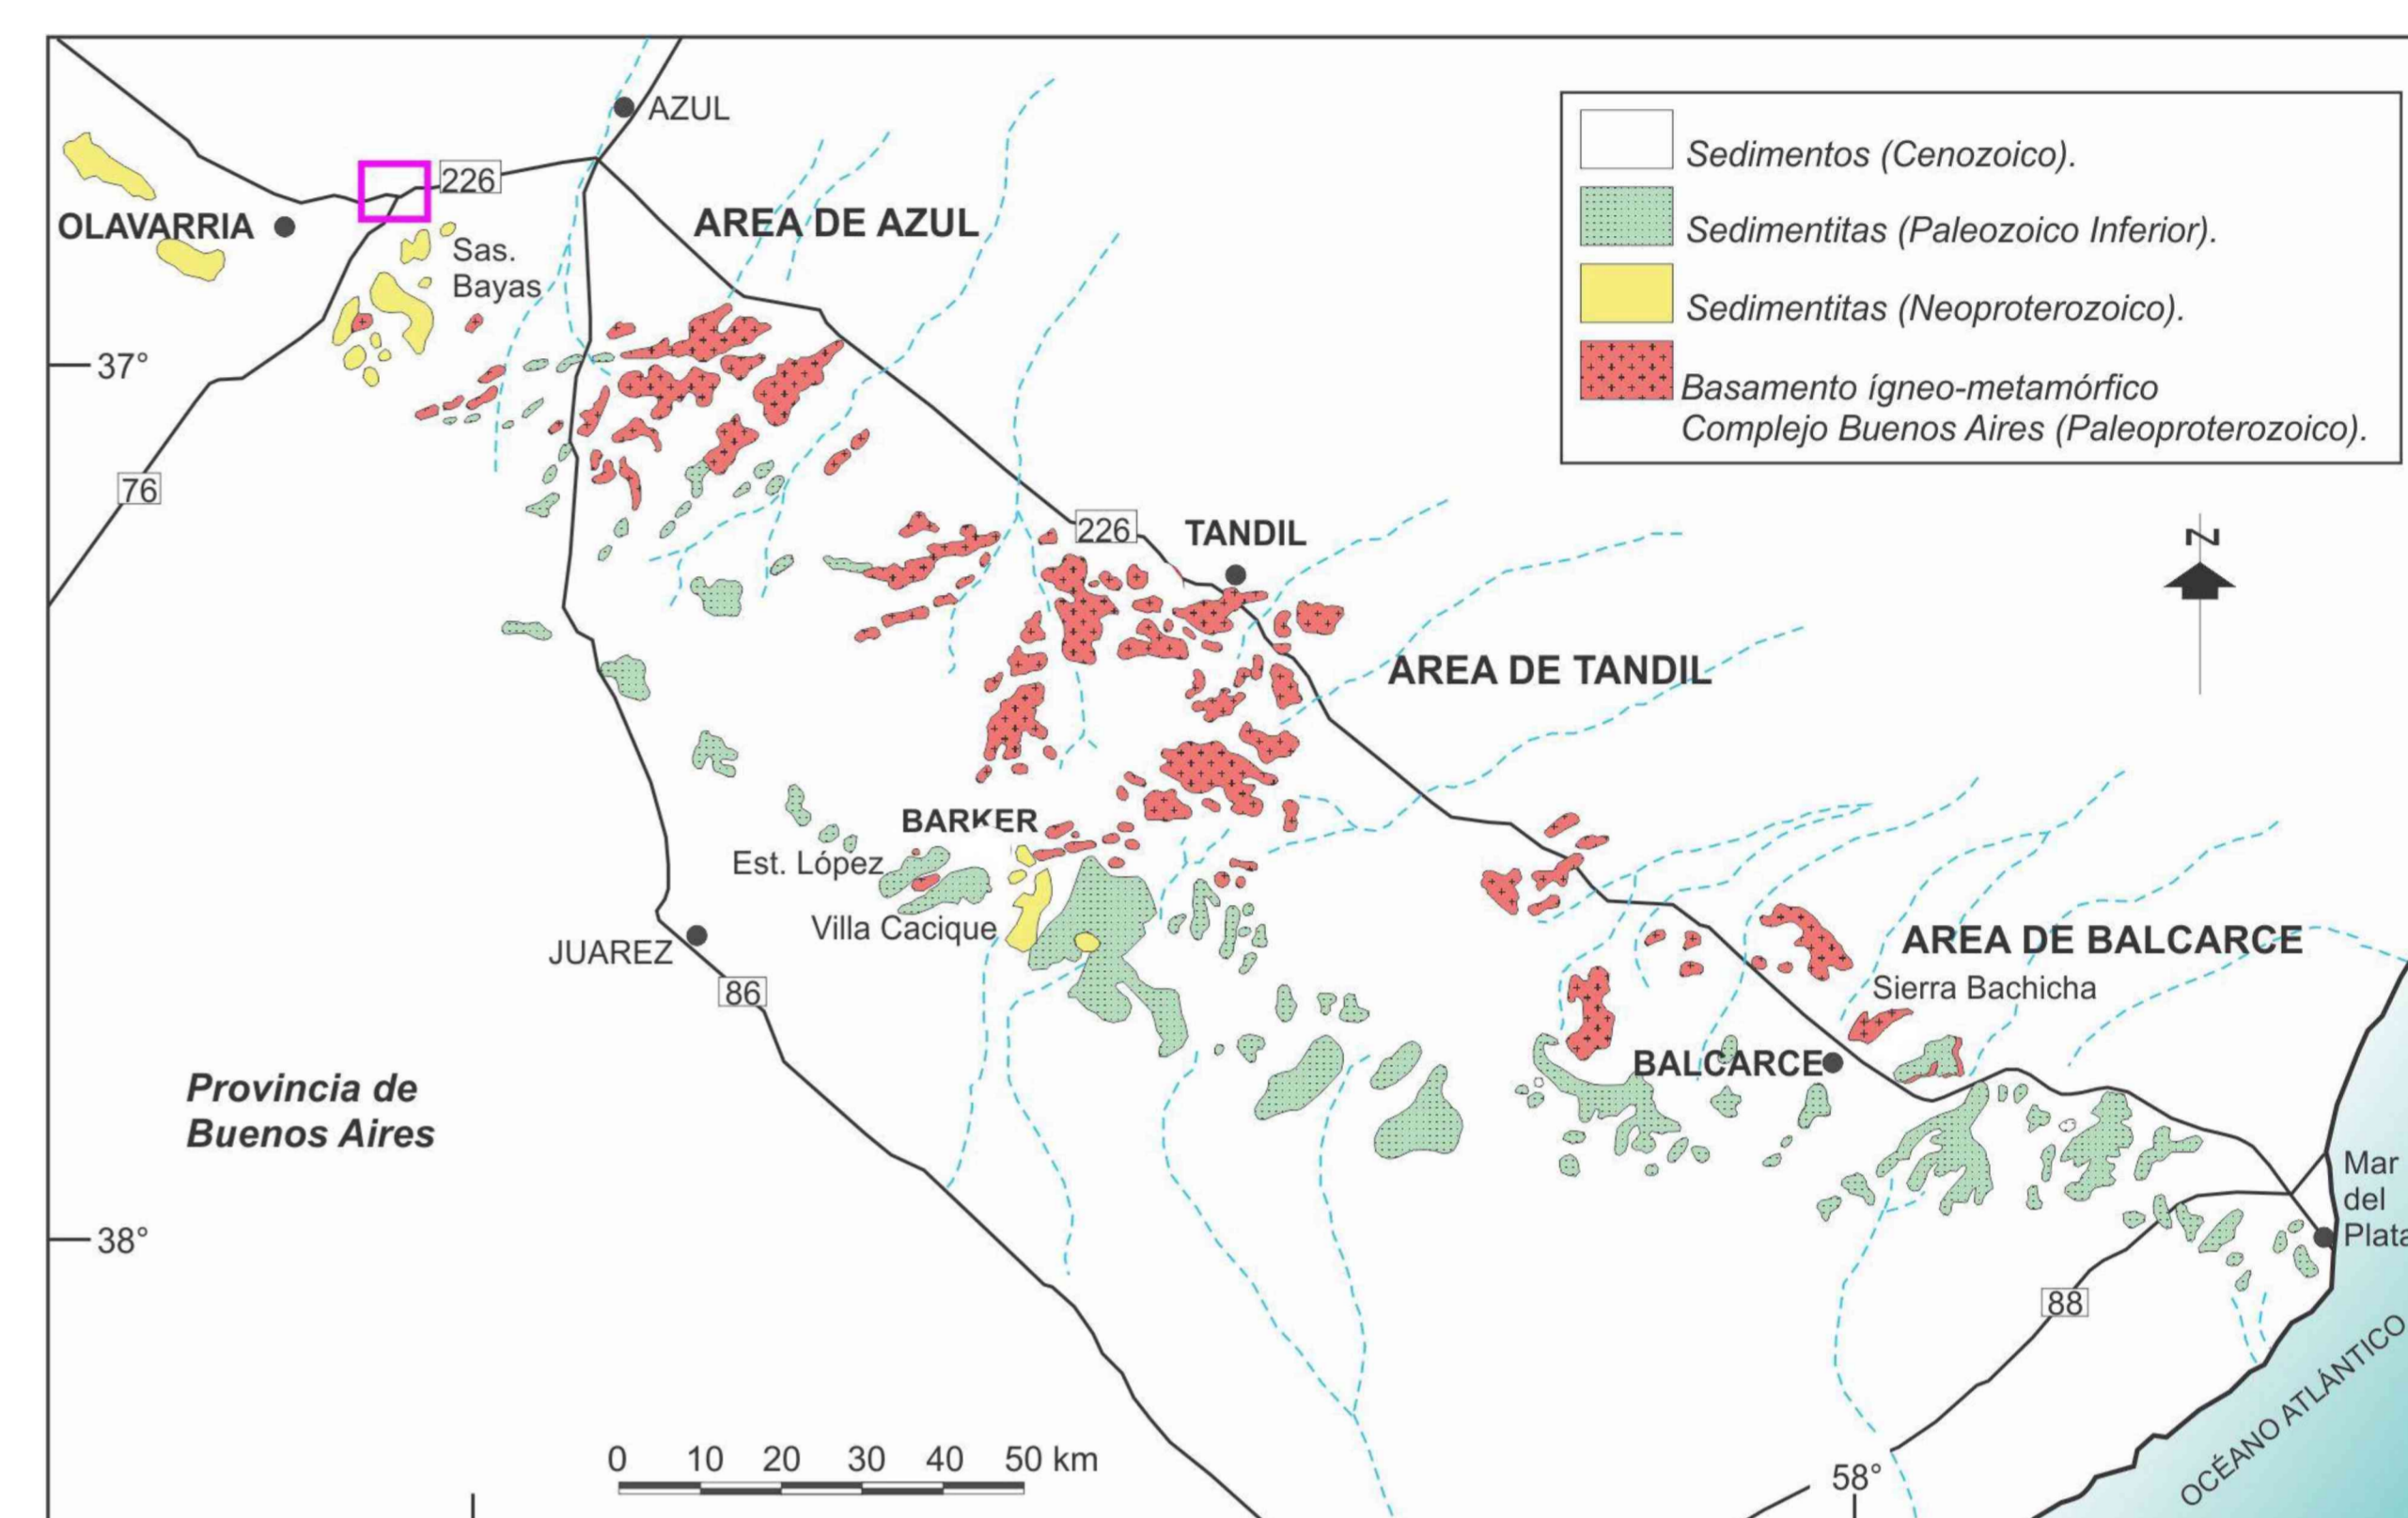 AZUL
226
OLAVARRIA
AREA DE AZUL
Sas.
Bayas
37°
76
226
TANDIL
AREA DE TANDIL
BARKER
Est. López
Villa Cacique
JUAREZ
86
AREA DE BALCARCE
Sierra Bachicha
BALCARCE
Provincia de
Buenos Aires
38°
Mar
del
Plata
88
OCÉANO ATLÁNTICO
58°
0 10 20 30 40 50 km
N
Sedimentos (Cenozoico).
Sedimentitas (Paleozoico Inferior).
Sedimentitas (Neoproterozoico).
Basamento ígneo-metamórfico
Complejo Buenos Aires (Paleoproterozoico).